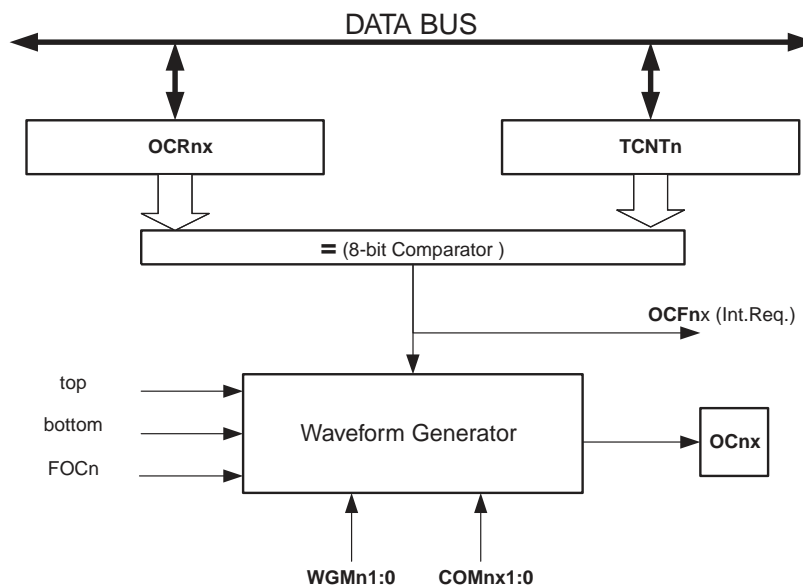 DATA BUS
OCRnx
TCNTn
= (8-bit Comparator )
OCFnx (Int.Req.)
top
bottom
FOCn
Waveform Generator
OCnx
WGMn1:0
COMnx1:0